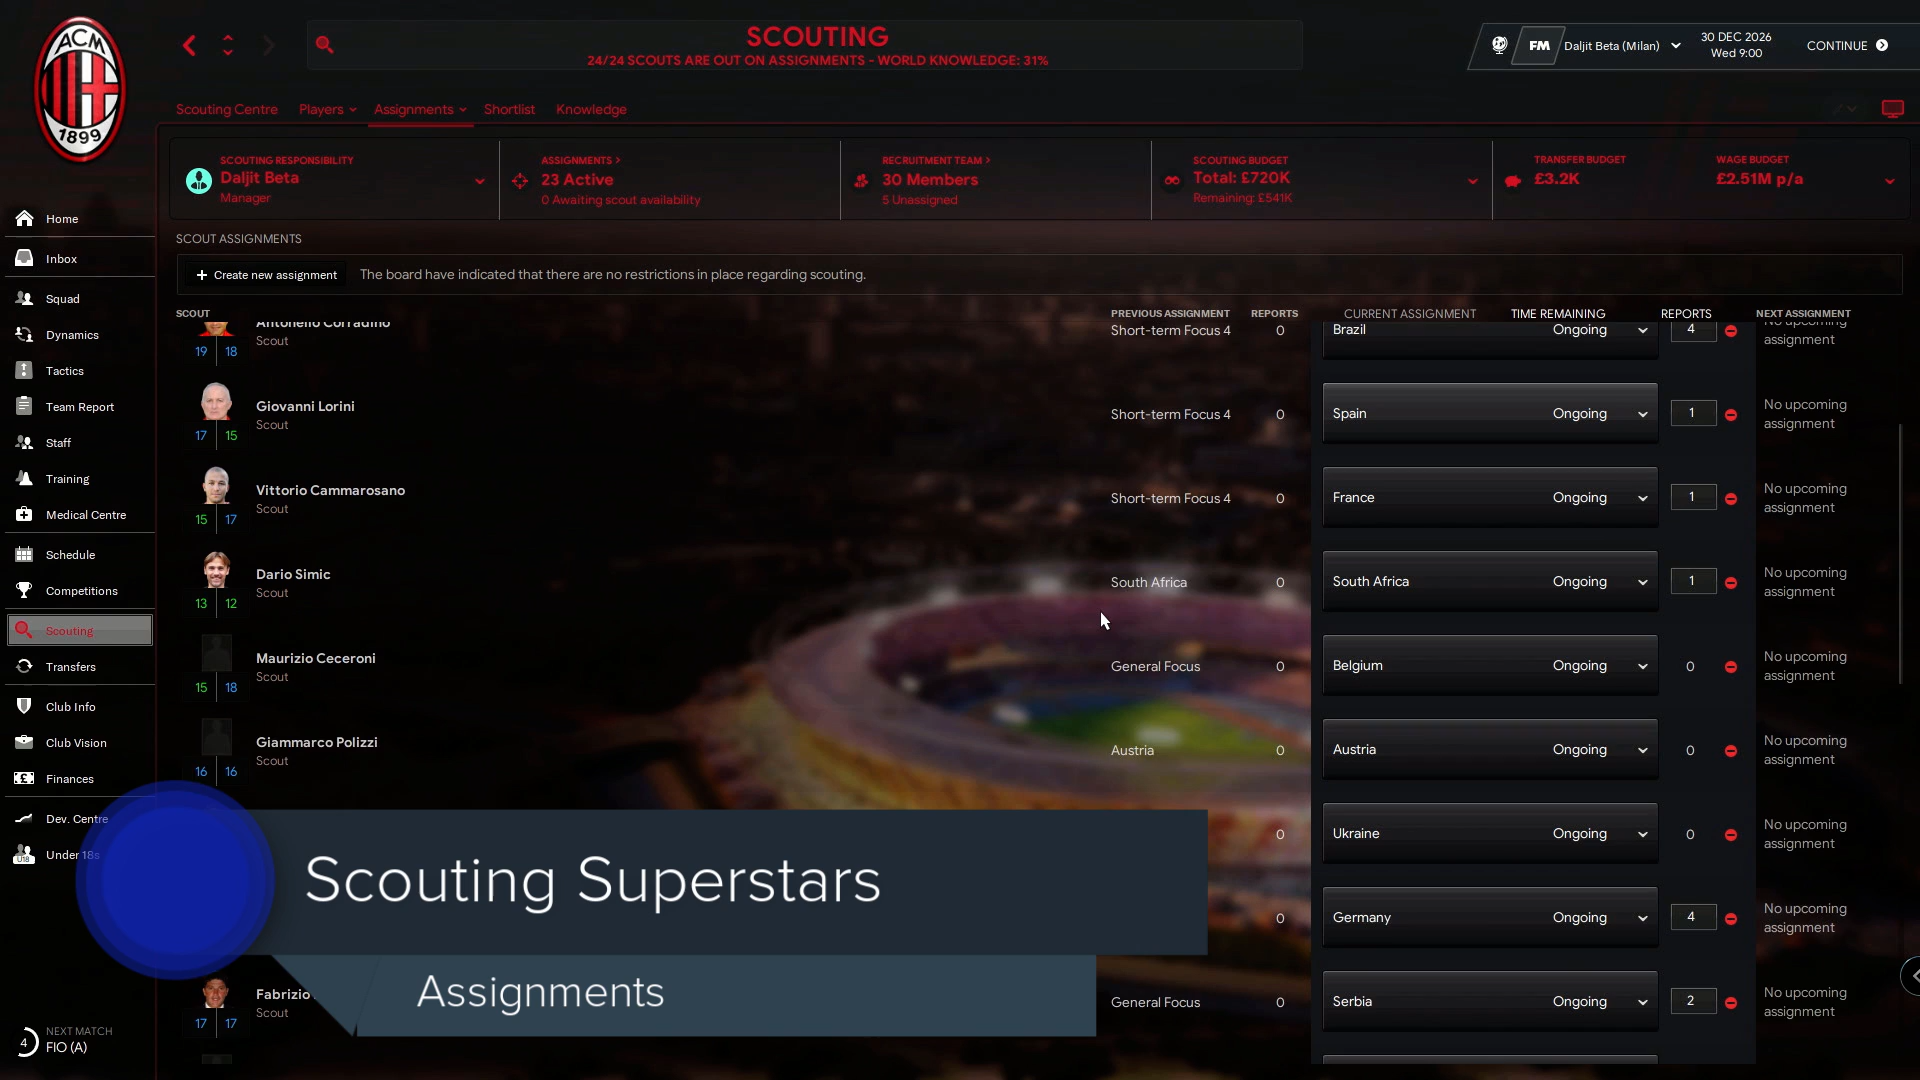 ACM
1899
SCOUTING
24/24 SCOUTS ARE OUT ON ASSIGNMENTS - WORLD KNOWLEDGE: 31%
FM
Daljit Beta (Milan)
30 DEC 2026
Wed 9:00
CONTINUE
Scouting Centre
Players
Assignments
Shortlist
Knowledge
SCOUTING RESPONSIBILITY
Daljit Beta
Manager
ASSIGNMENTS >
23 Active
0 Awaiting scout availability
RECRUITMENT TEAM >
30 Members
5 Unassigned
SCOUTING BUDGET
Total: £720K
Remaining: £541K
TRANSFER BUDGET
£3.2K
WAGE BUDGET
£2.51M p/a
Home
Inbox
Squad
Dynamics
Tactics
Team Report
Staff
Training
Medical Centre
Schedule
Competitions
Scouting
Transfers
Club Info
Club Vision
Finances
Dev. Centre
U18
Under 18s
4
NEXT MATCH
FIO (A)
SCOUT ASSIGNMENTS
+ Create new assignment
The board have indicated that there are no restrictions in place regarding scouting.
SCOUT
PREVIOUS ASSIGNMENT
REPORTS
CURRENT ASSIGNMENT
TIME REMAINING
REPORTS
NEXT ASSIGNMENT
Antonello Corradino
Scout
19 18
Short-term Focus 4
0
Brazil
Ongoing
4
No upcoming
assignment
Giovanni Lorini
Scout
17 15
Short-term Focus 4
0
Spain
Ongoing
1
No upcoming
assignment
Vittorio Cammarosano
Scout
15 17
Short-term Focus 4
0
France
Ongoing
1
No upcoming
assignment
Dario Simic
Scout
13 12
South Africa
0
South Africa
Ongoing
1
No upcoming
assignment
Maurizio Ceceroni
Scout
15 18
General Focus
0
Belgium
Ongoing
0
No upcoming
assignment
Giammarco Polizzi
Scout
16 16
Austria
0
Austria
Ongoing
0
No upcoming
assignment
0
Ukraine
Ongoing
0
No upcoming
assignment
0
Germany
Ongoing
4
No upcoming
assignment
Fabrizio
Scout
17 17
General Focus
0
Serbia
Ongoing
2
No upcoming
assignment
Scouting Superstars
Assignments